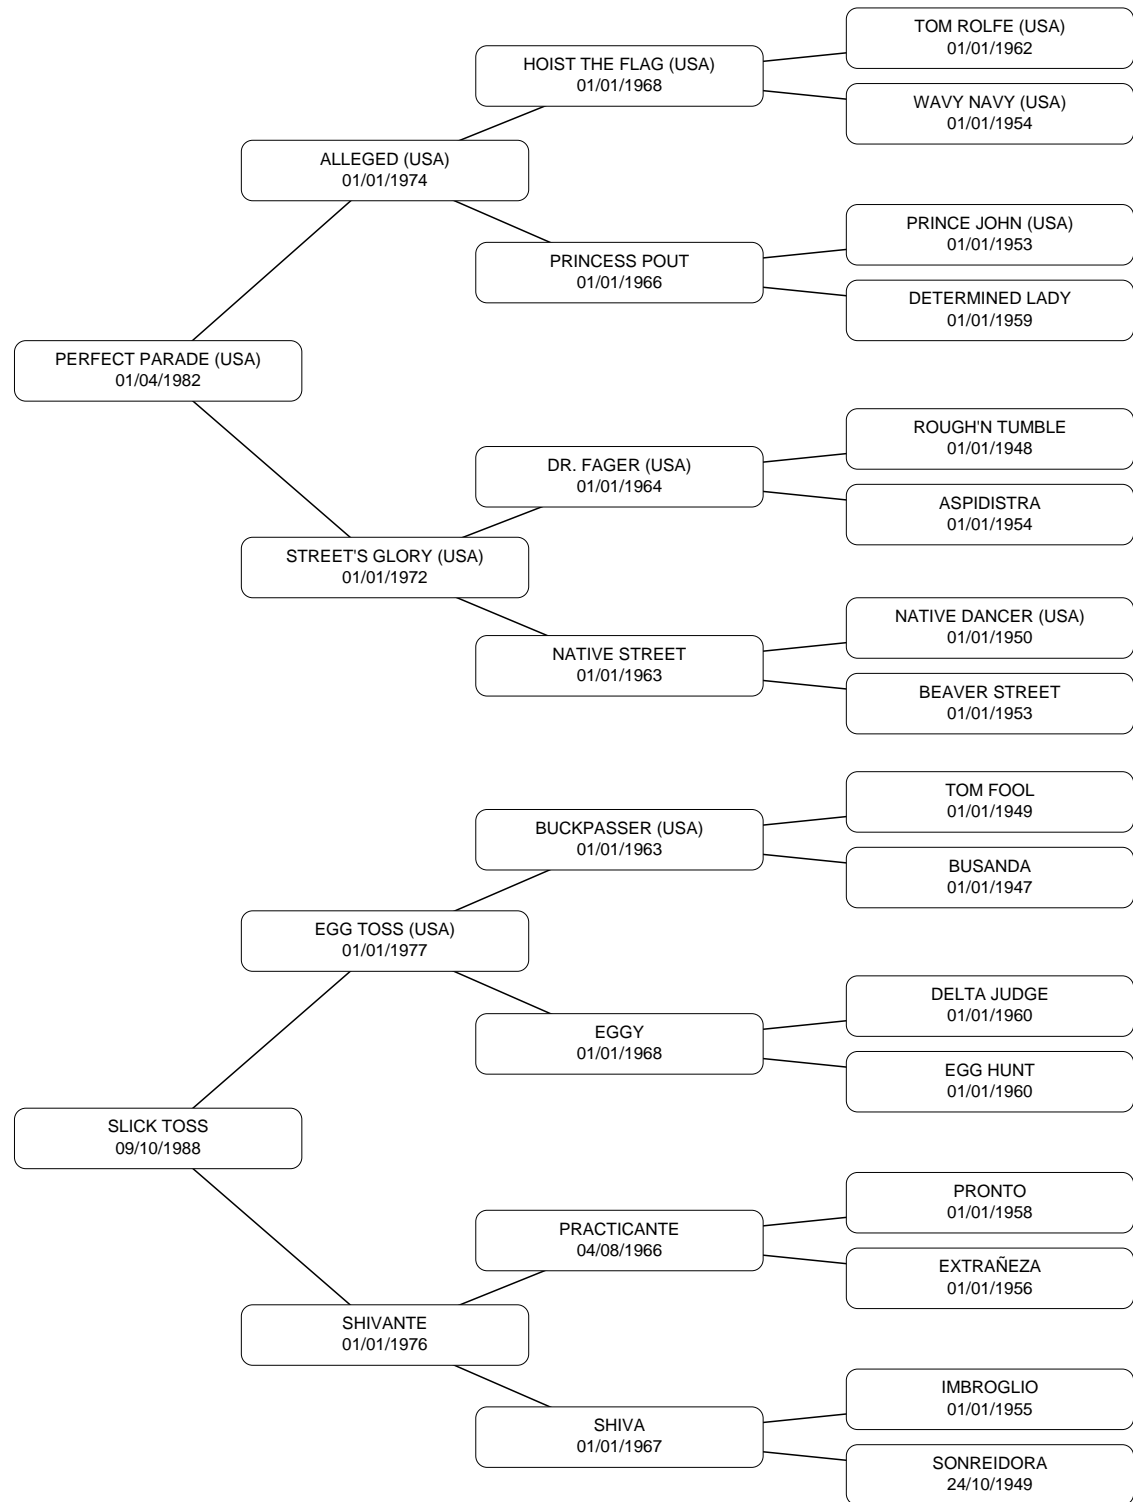 TOM ROLFE (USA)
01/01/1962
HOIST THE FLAG (USA)
01/01/1968
WAVY NAVY (USA)
01/01/1954
ALLEGED (USA)
01/01/1974
PRINCE JOHN (USA)
01/01/1953
PRINCESS POUT
01/01/1966
DETERMINED LADY
01/01/1959
PERFECT PARADE (USA)
01/04/1982
ROUGH'N TUMBLE
01/01/1948
DR. FAGER (USA)
01/01/1964
ASPIDISTRA
01/01/1954
STREET'S GLORY (USA)
01/01/1972
NATIVE DANCER (USA)
01/01/1950
NATIVE STREET
01/01/1963
BEAVER STREET
01/01/1953
TOM FOOL
01/01/1949
BUCKPASSER (USA)
01/01/1963
BUSANDA
01/01/1947
EGG TOSS (USA)
01/01/1977
DELTA JUDGE
01/01/1960
EGGY
01/01/1968
EGG HUNT
01/01/1960
SLICK TOSS
09/10/1988
PRONTO
01/01/1958
PRACTICANTE
04/08/1966
EXTRAÑEZA
01/01/1956
SHIVANTE
01/01/1976
IMBROGLIO
01/01/1955
SHIVA
01/01/1967
SONREIDORA
24/10/1949